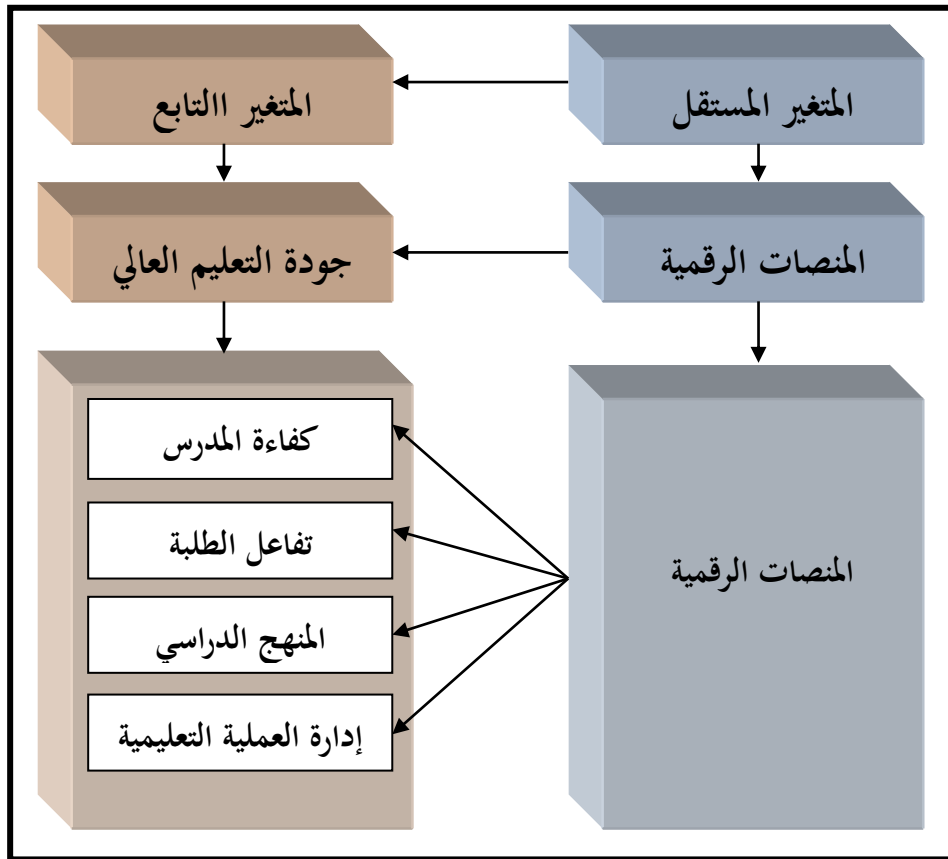 المتغير المستقل
المتغير االتابع
المنصات الرقمية
جودة التعليم العالي
المنصات الرقمية
كفاءة المدرس
تفاعل الطلبة
المنهج الدراسي
إدارة العملية التعليمية